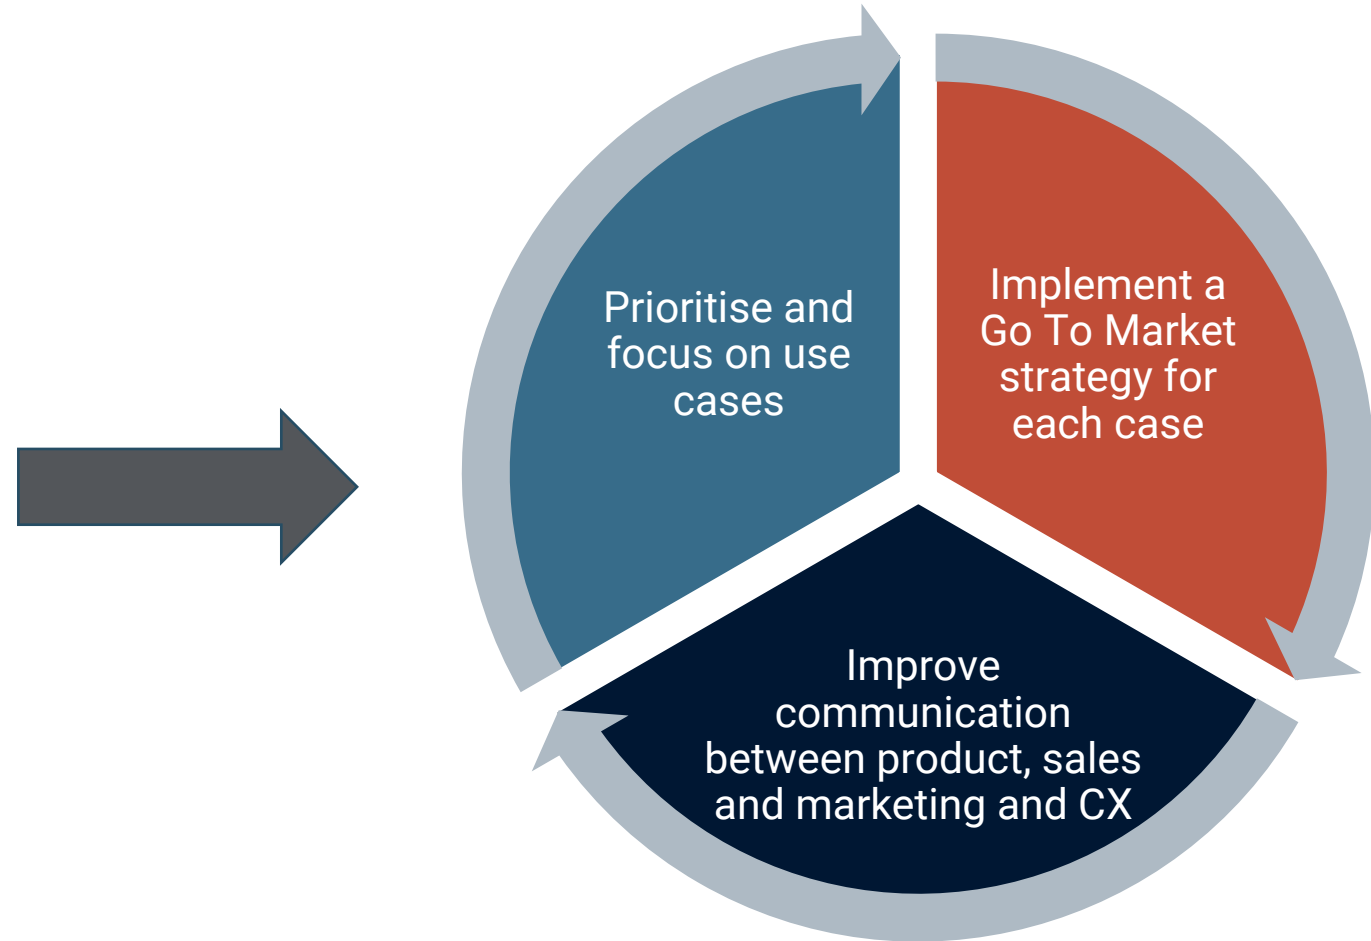 Prioritise and
focus on use
cases
Implement a
Go To Market
strategy for
each case
Improve
communication
between product, sales
and marketing and CX